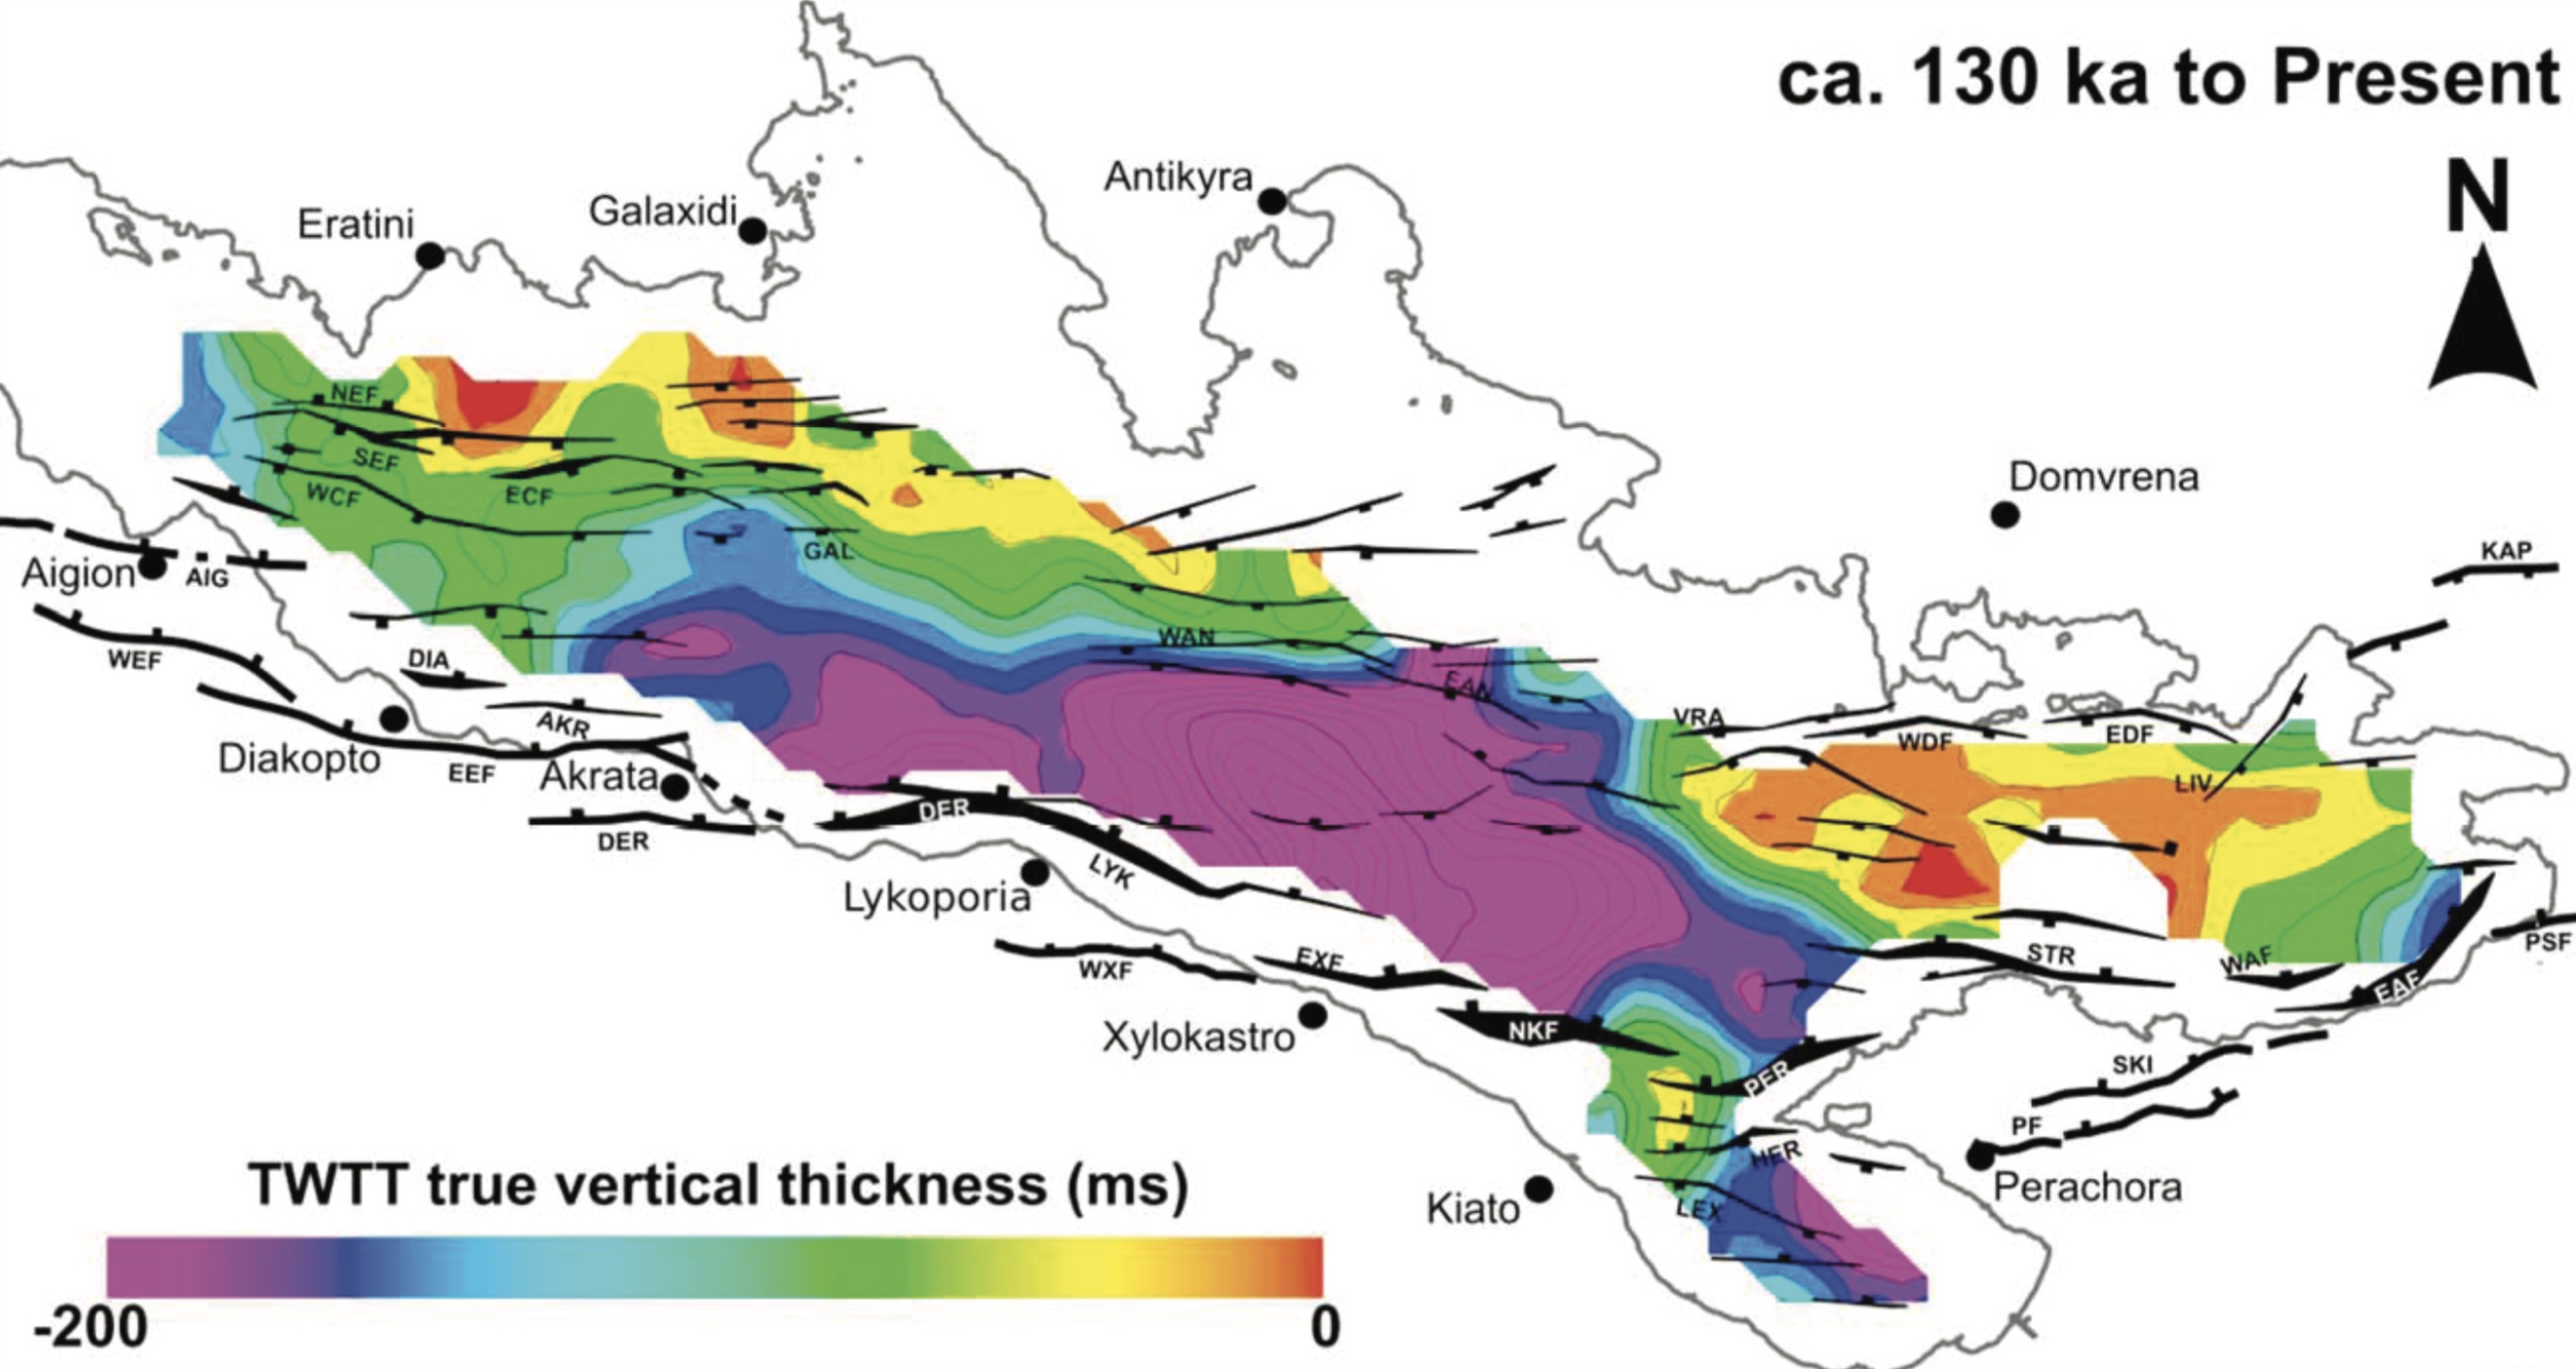 ca. 130 ka to Present
N
Antikyra
Galaxidi
Eratini
Domvrena
NEF
SEF
WCF
ECF
GAL
KAP
Aigion
AIG
WEF
DIA
WAN
EAN
AKR
VRA
WDF
EDF
LIV
Diakopto
EEF
Akrata
DER
DER
LYK
Lykoporia
WXF
EXF
STR
WAF
PSF
EAF
Xylokastro
NKF
PER
SKI
PF
HER
Perachora
Kiato
LEX
TWTT true vertical thickness (ms)
-200
0